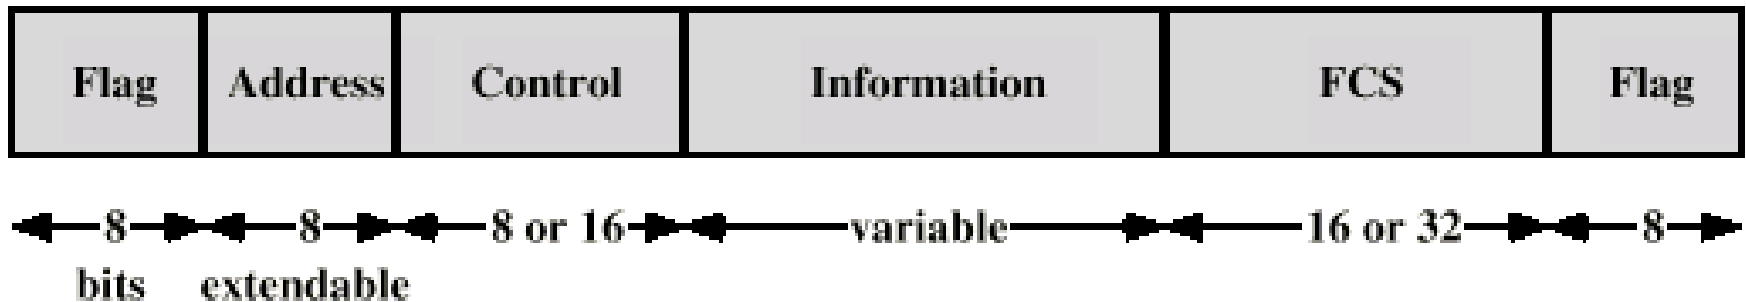 Flag Address Control Information FCS Flag
8 8 8 or 16 variable 16 or 32 8
bits extendable